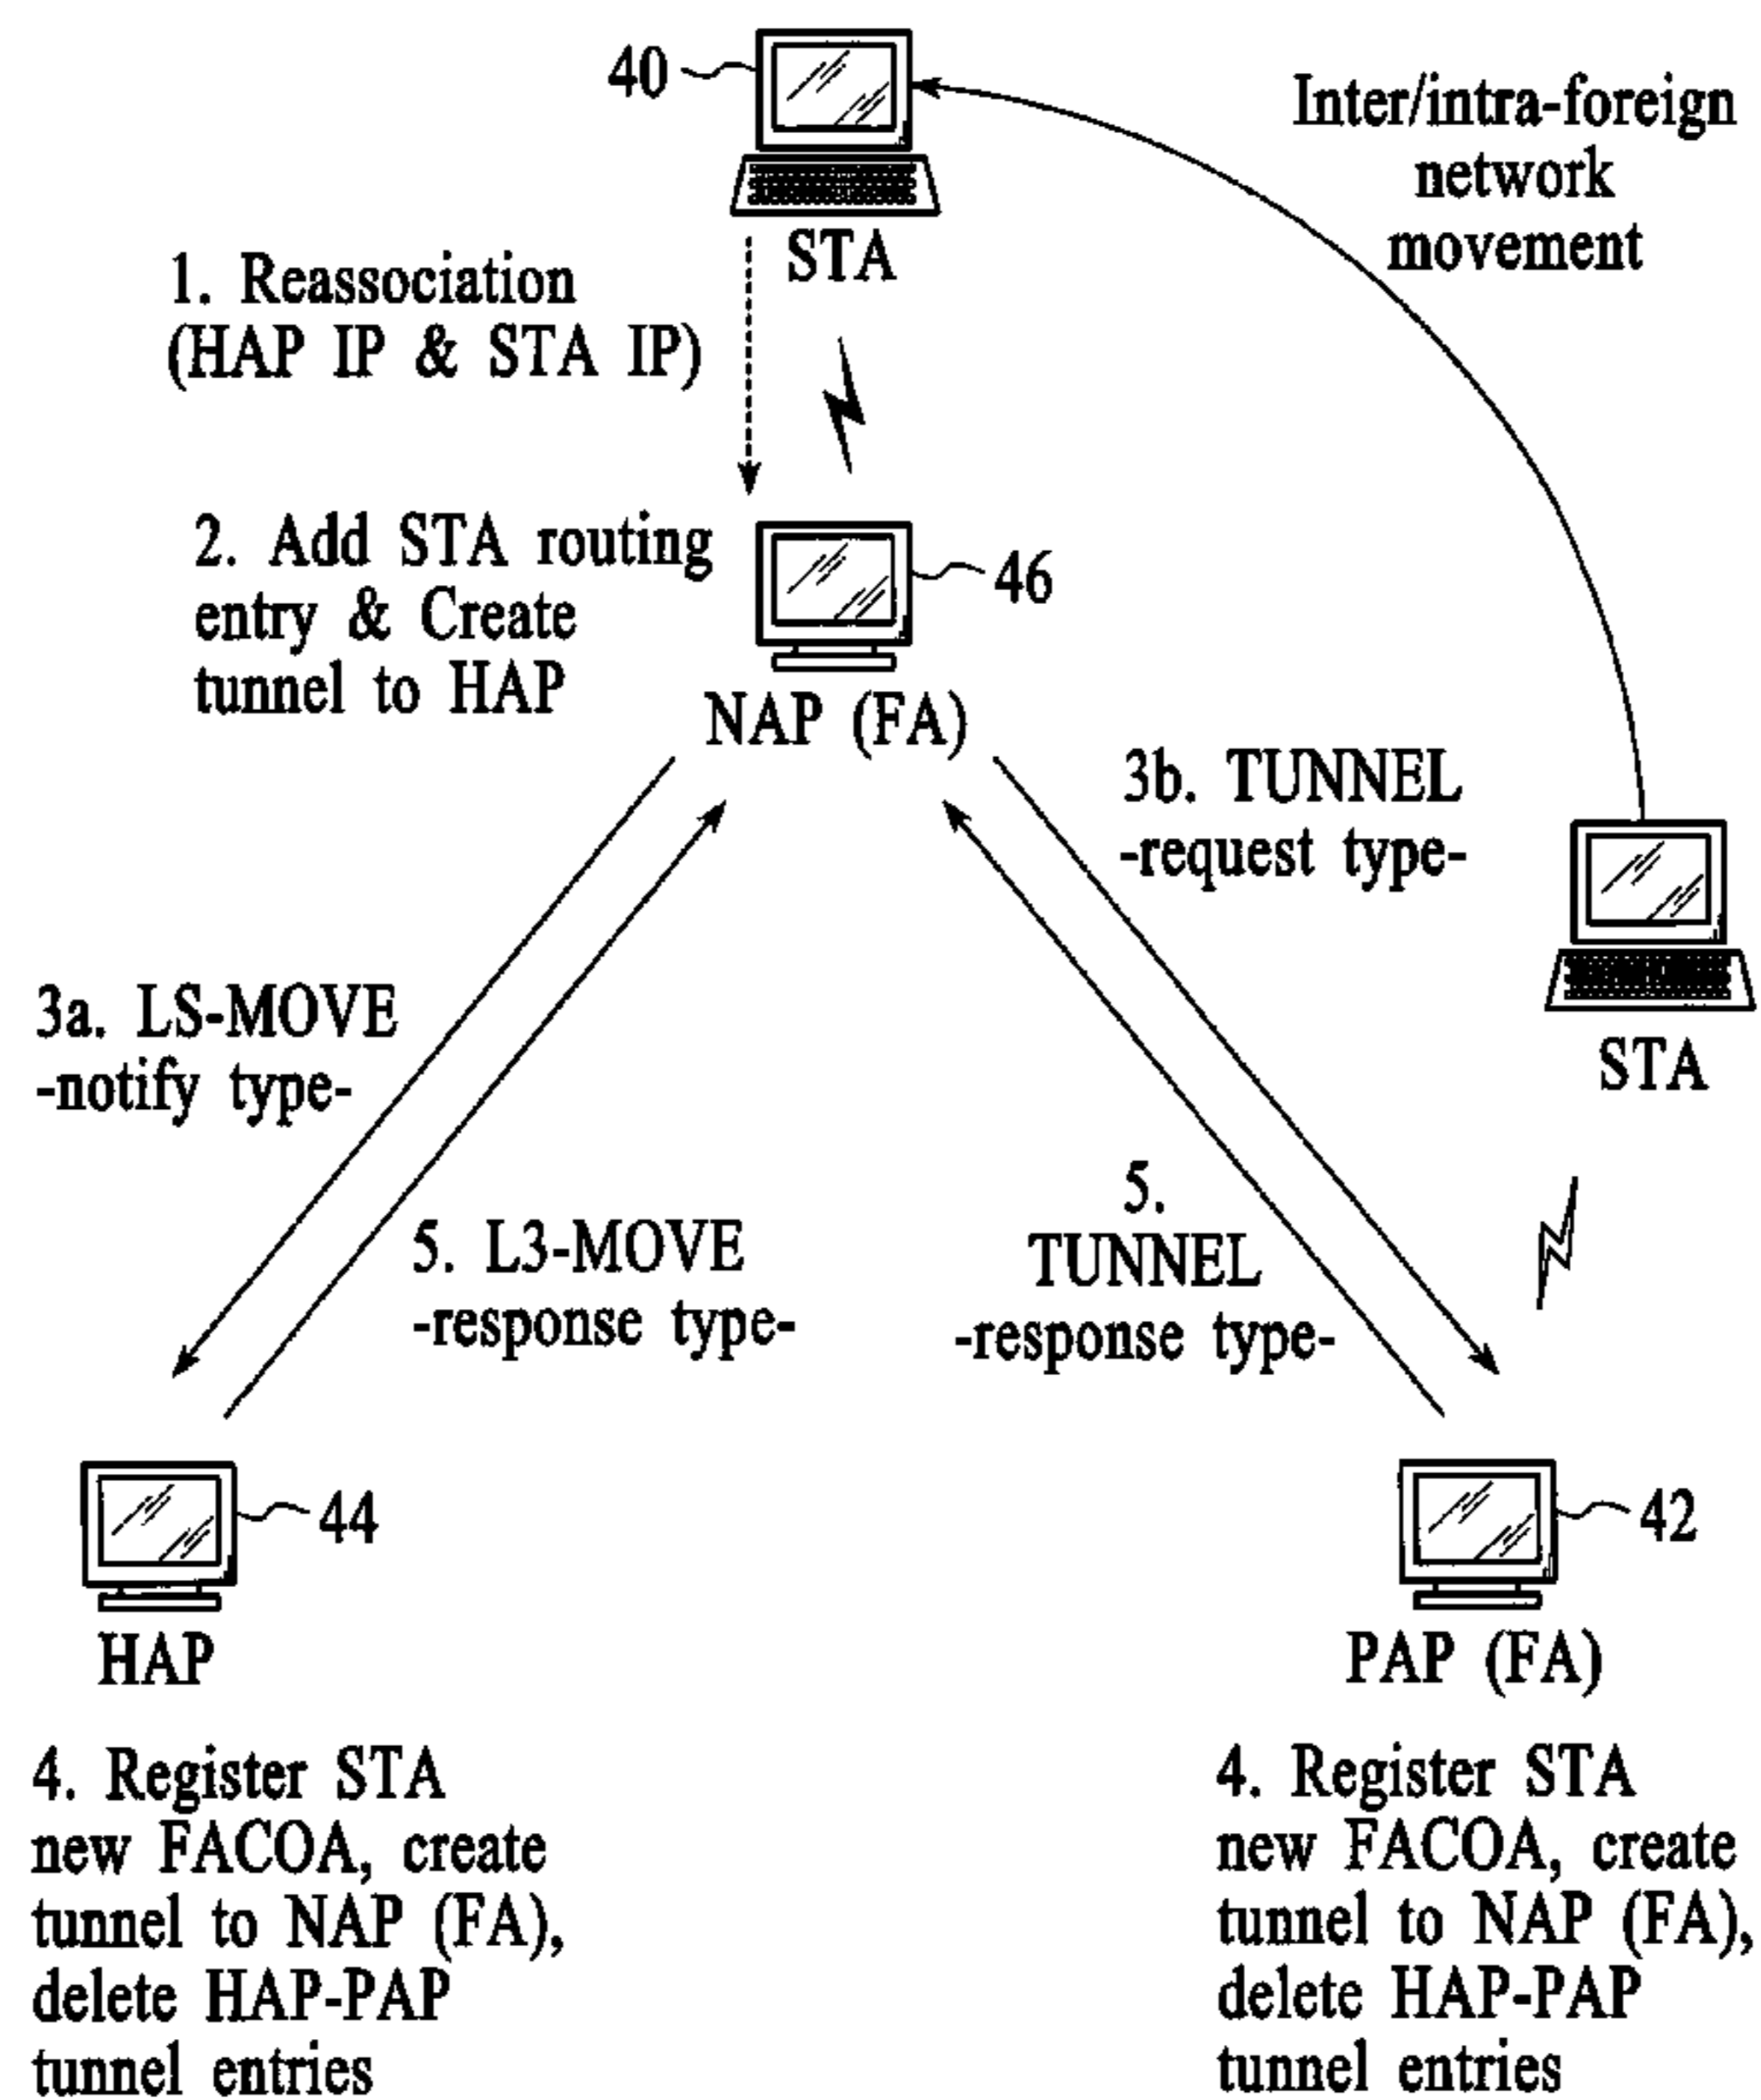 40
Inter/intra-foreign
network
movement
STA
1. Reassociation
(HAP IP & STA IP)
2. Add STA routing
entry & Create
tunnel to HAP
46
NAP (FA)
3b. TUNNEL
-request type-
3a. LS-MOVE
-notify type-
STA
5. L3-MOVE
-response type-
5.
TUNNEL
-response type-
44
42
HAP
PAP (FA)
4. Register STA
new FACOA, create
tunnel to NAP (FA),
delete HAP-PAP
tunnel entries
4. Register STA
new FACOA, create
tunnel to NAP (FA),
delete HAP-PAP
tunnel entries